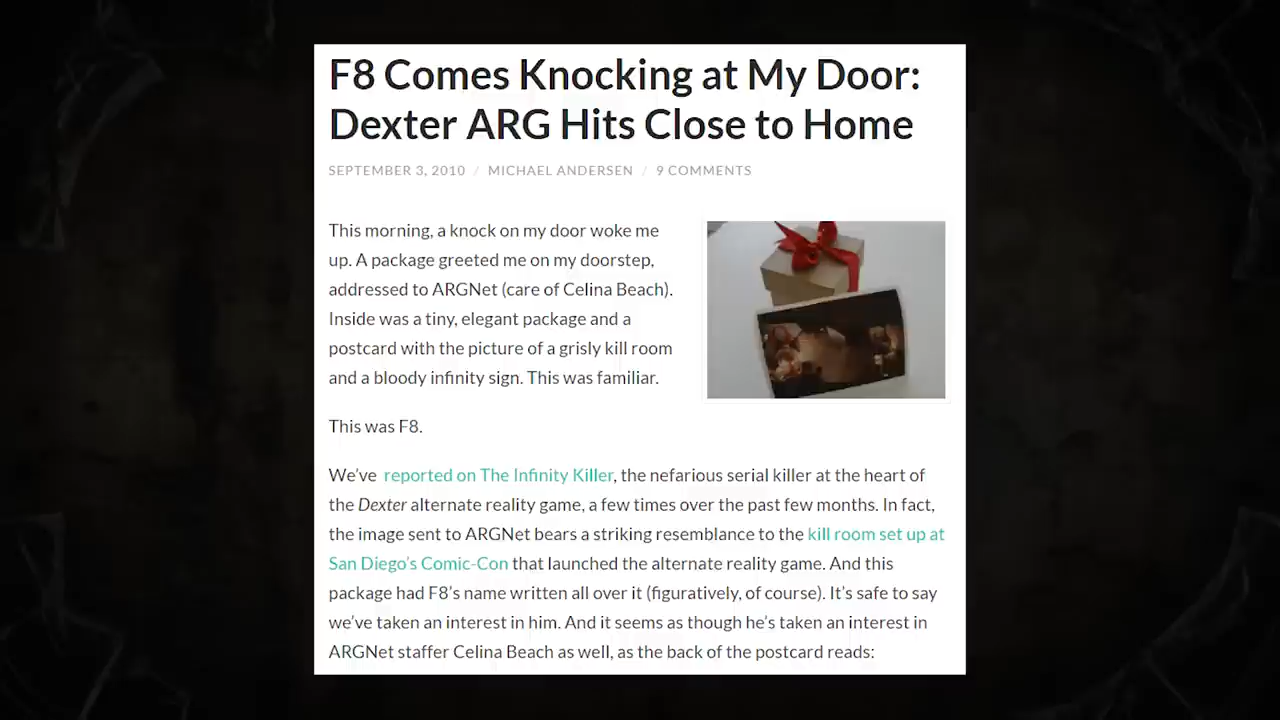 F8 Comes Knocking at My Door:
Dexter ARG Hits Close to Home
SEPTEMBER 3, 2010 / MICHAEL ANDERSEN / 9 COMMENTS
This morning, a knock on my door woke me
up. A package greeted me on my doorstep,
addressed to ARGNet (care of Celina Beach).
Inside was a tiny, elegant package and a
postcard with the picture of a grisly kill room
and a bloody infinity sign. This was familiar.
This was F8.
We’ve reported on The Infinity Killer, the nefarious serial killer at the heart of
the Dexter alternate reality game, a few times over the past few months. In fact,
the image sent to ARGNet bears a striking resemblance to the kill room set up at
San Diego’s Comic-Con that launched the alternate reality game. And this
package had F8’s name written all over it (figuratively, of course). It’s safe to say
we’ve taken an interest in him. And it seems as though he’s taken an interest in
ARGNet staffer Celina Beach as well, as the back of the postcard reads: